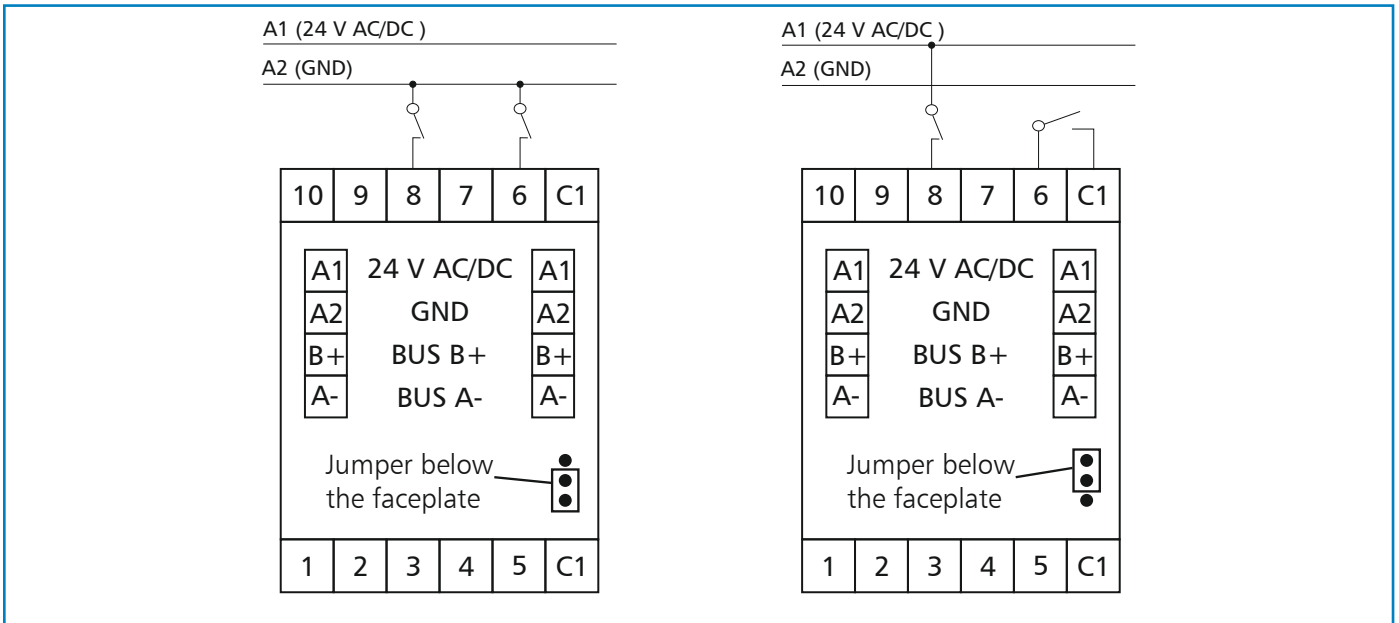 A1 (24 V AC/DC )
A2 (GND)
10 9 8 7 6 C1
A1 24 V AC/DC A1
A2 GND A2
B+ BUS B+ B+
A- BUS A- A-
Jumper below
the faceplate
1 2 3 4 5 C1
A1 (24 V AC/DC )
A2 (GND)
10 9 8 7 6 C1
A1 24 V AC/DC A1
A2 GND A2
B+ BUS B+ B+
A- BUS A- A-
Jumper below
the faceplate
1 2 3 4 5 C1